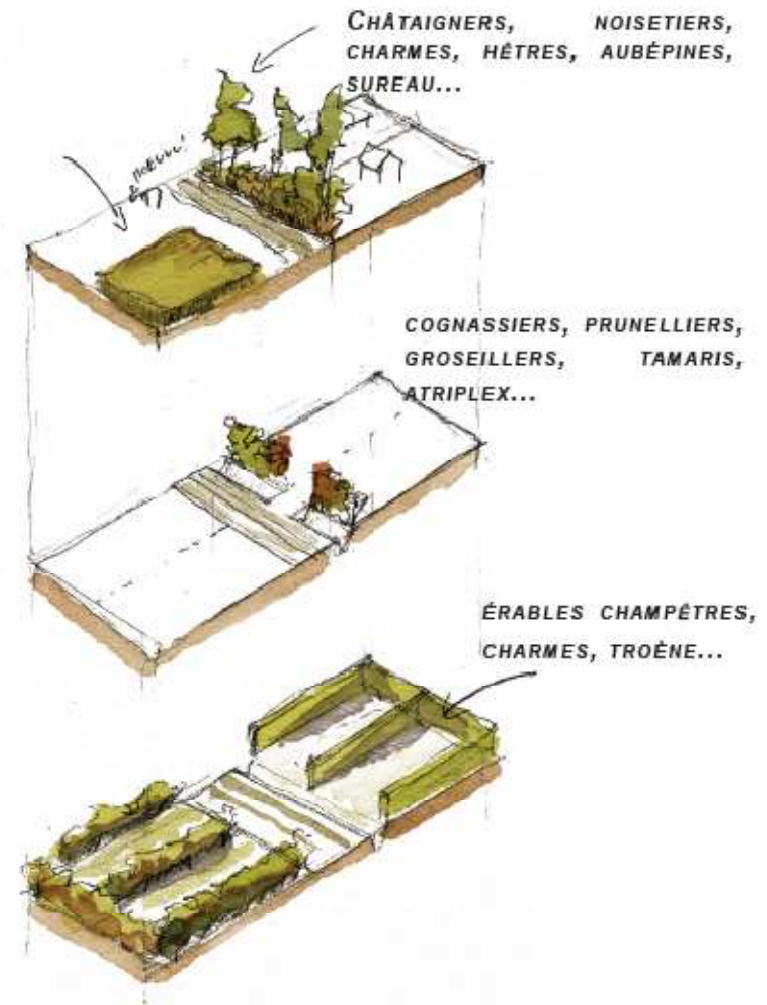 CHÂTAIGNERS, NOISETIERS,
CHARMES, HÊTRES, AUBÉPINES,
SUREAU...
COGNASSIERS, PRUNELLIERS,
GROSEILLERS, TAMARIS,
ATRIPLEX...
ÉRABLES CHAMPÊTRES,
CHARMES, TROÈNE...